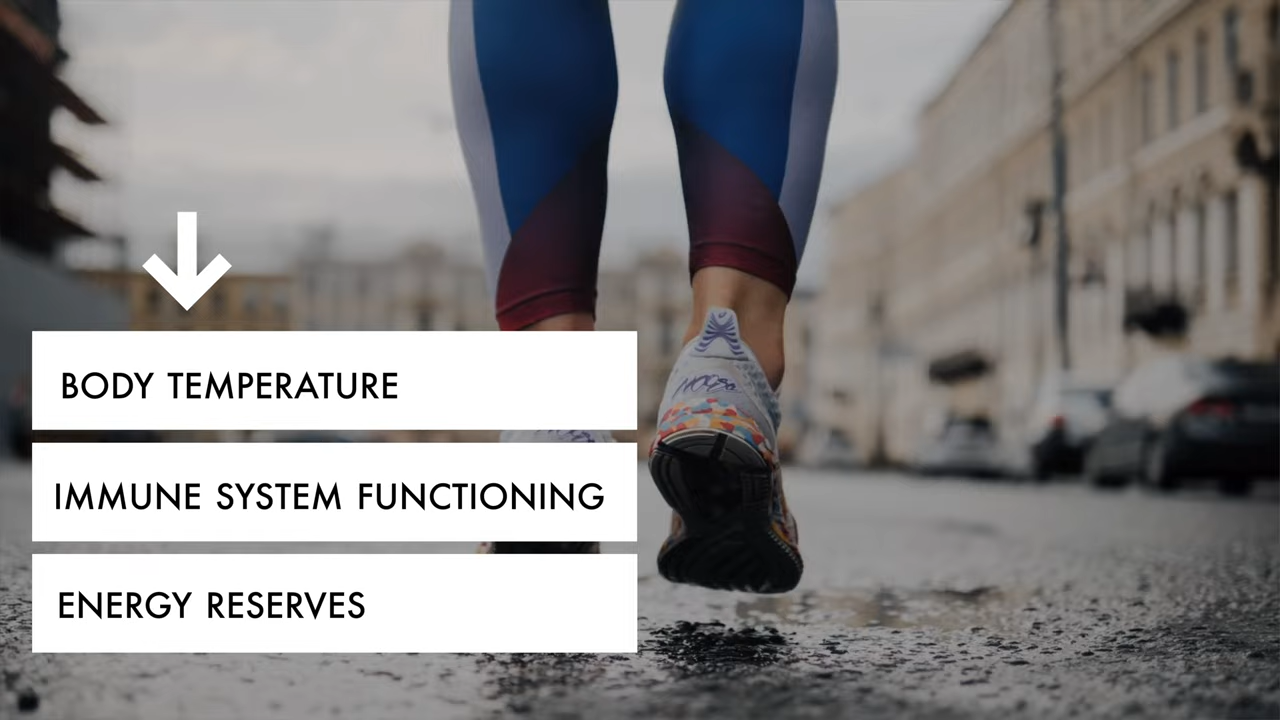 BODY TEMPERATURE
IMMUNE SYSTEM FUNCTIONING
ENERGY RESERVES